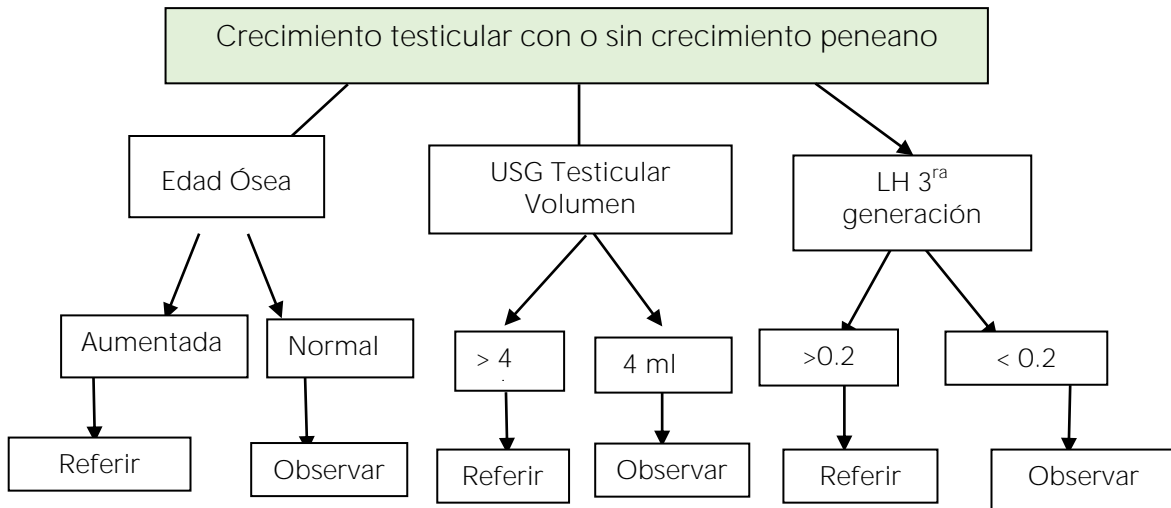 Crecimiento testicular con o sin crecimiento peneano
Edad Ósea
USG Testicular
Volumen
LH 3ra
generación
Aumentada
Normal
> 4
4 ml
>0.2
< 0.2
Referir
Observar
Referir
Observar
Referir
Observar